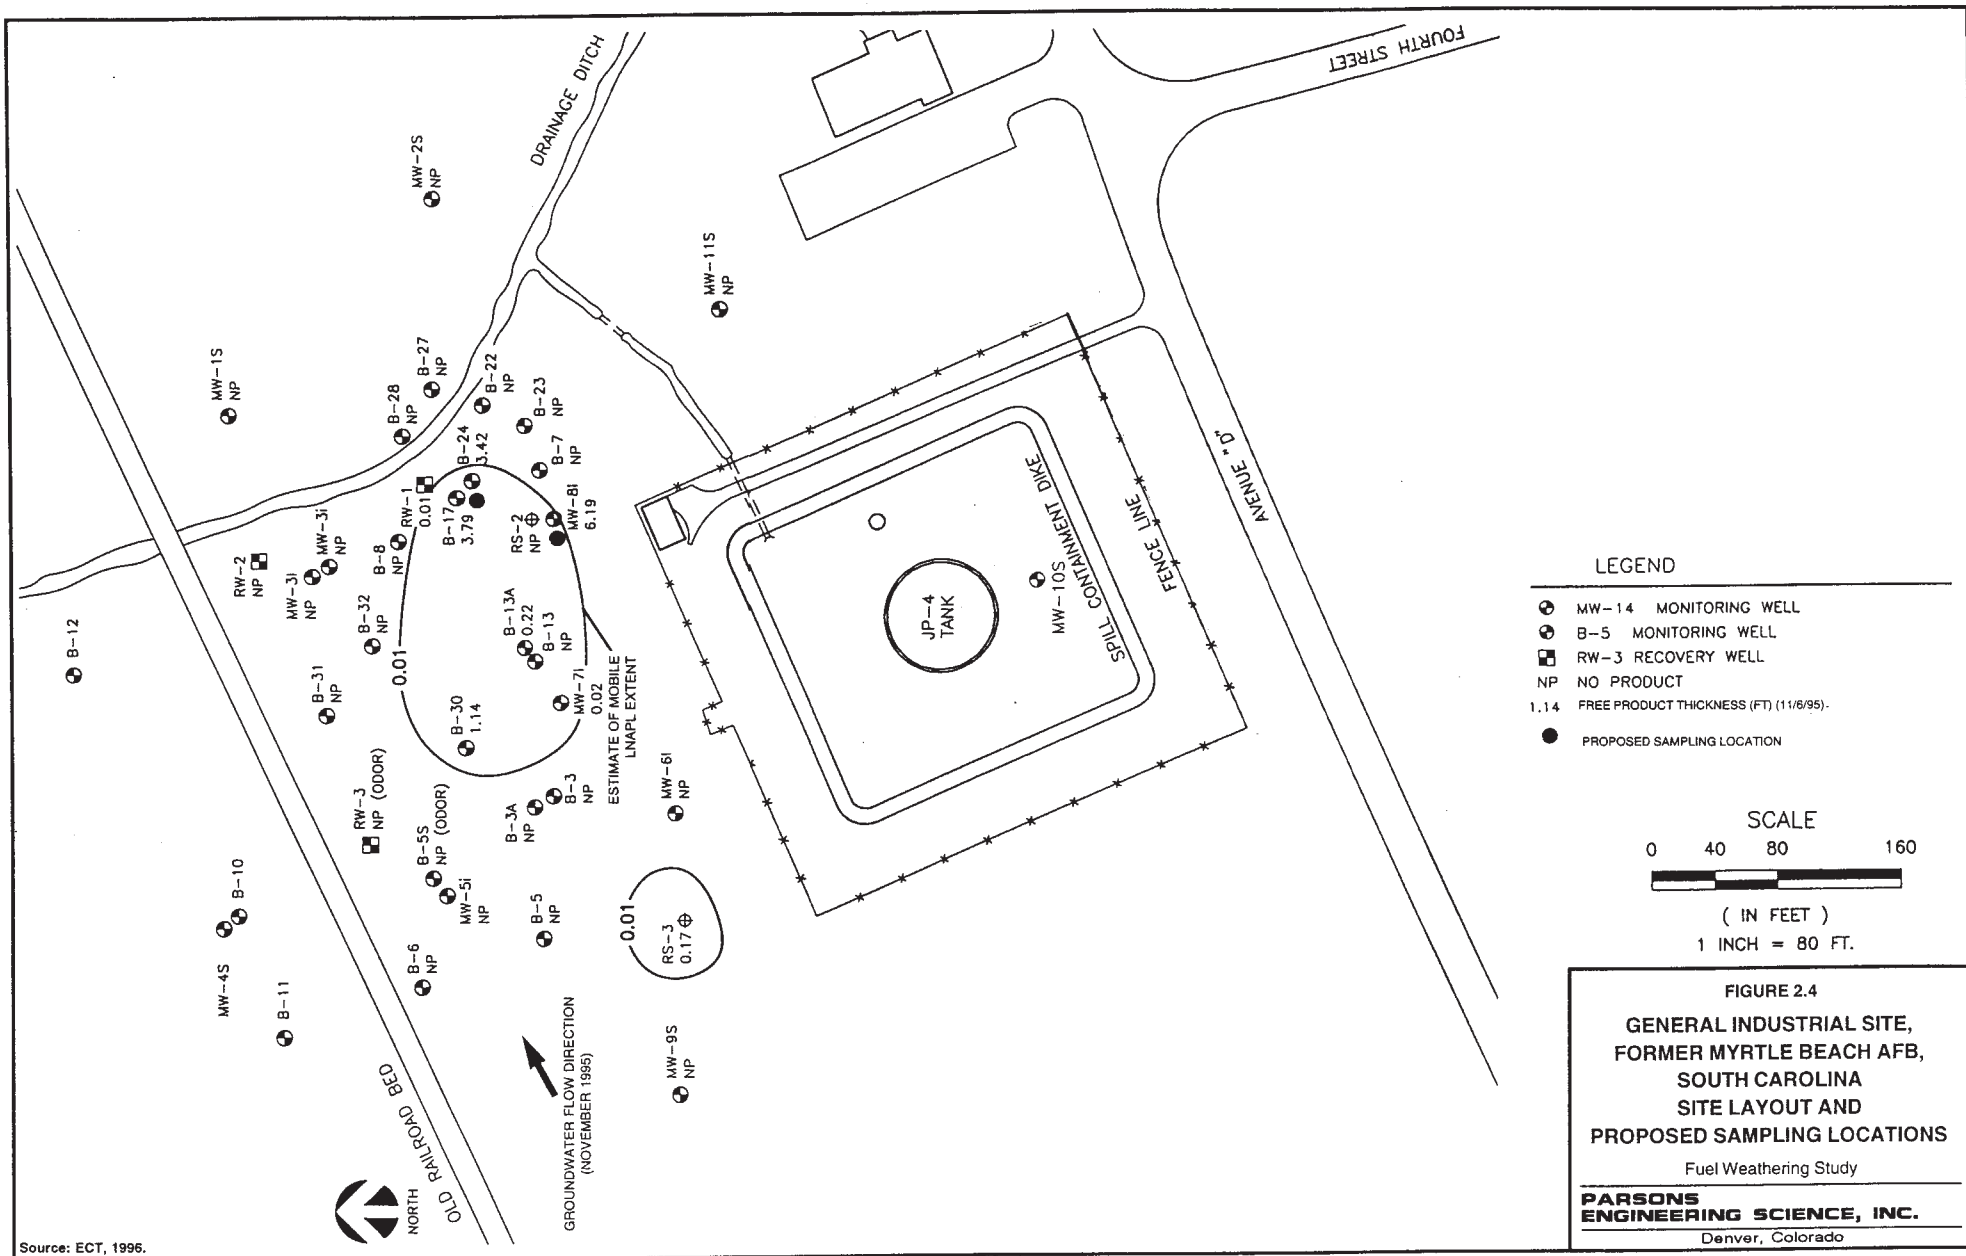 DRAINAGE DITCH
FOURTH STREET
MW-2S
NP
MW-11S
NP
MW-1S
NP
B-27
NP
B-28
NP
B-22
NP
B-23
NP
B-24
3.42
B-7
NP
RW-1
0.01
B-17
3.79
RS-2
NP
MW-8I
6.19
B-8
NP
MW-3i
NP
MW-3I
NP
RW-2
NP
B-32
NP
B-12
B-31
NP
0.01
B-13A
0.22
B-13
NP
MW-7I
0.02
B-30
1.14
ESTIMATE OF MOBILE
LNAPL EXTENT
RW-3
NP (ODOR)
B-5S
NP (ODOR)
MW-5i
NP
B-3A
NP
B-3
NP
MW-6I
NP
B-10
MW-4S
B-11
B-6
NP
B-5
NP
0.01
RS-3
0.17
MW-9S
NP
JP-4
TANK
MW-10S
SPILL CONTAINMENT DIKE
FENCE LINE
AVENUE "D"
OLD RAILROAD BED
NORTH
GROUNDWATER FLOW DIRECTION
(NOVEMBER 1995)
LEGEND
MW-14 MONITORING WELL
B-5 MONITORING WELL
RW-3 RECOVERY WELL
NP NO PRODUCT
1.14 FREE PRODUCT THICKNESS (FT) (11/6/95).
PROPOSED SAMPLING LOCATION
SCALE
0 40 80 160
( IN FEET )
1 INCH = 80 FT.
FIGURE 2.4
GENERAL INDUSTRIAL SITE,
FORMER MYRTLE BEACH AFB,
SOUTH CAROLINA
SITE LAYOUT AND
PROPOSED SAMPLING LOCATIONS
Fuel Weathering Study
PARSONS
ENGINEERING SCIENCE, INC.
Denver, Colorado
Source: ECT, 1996.